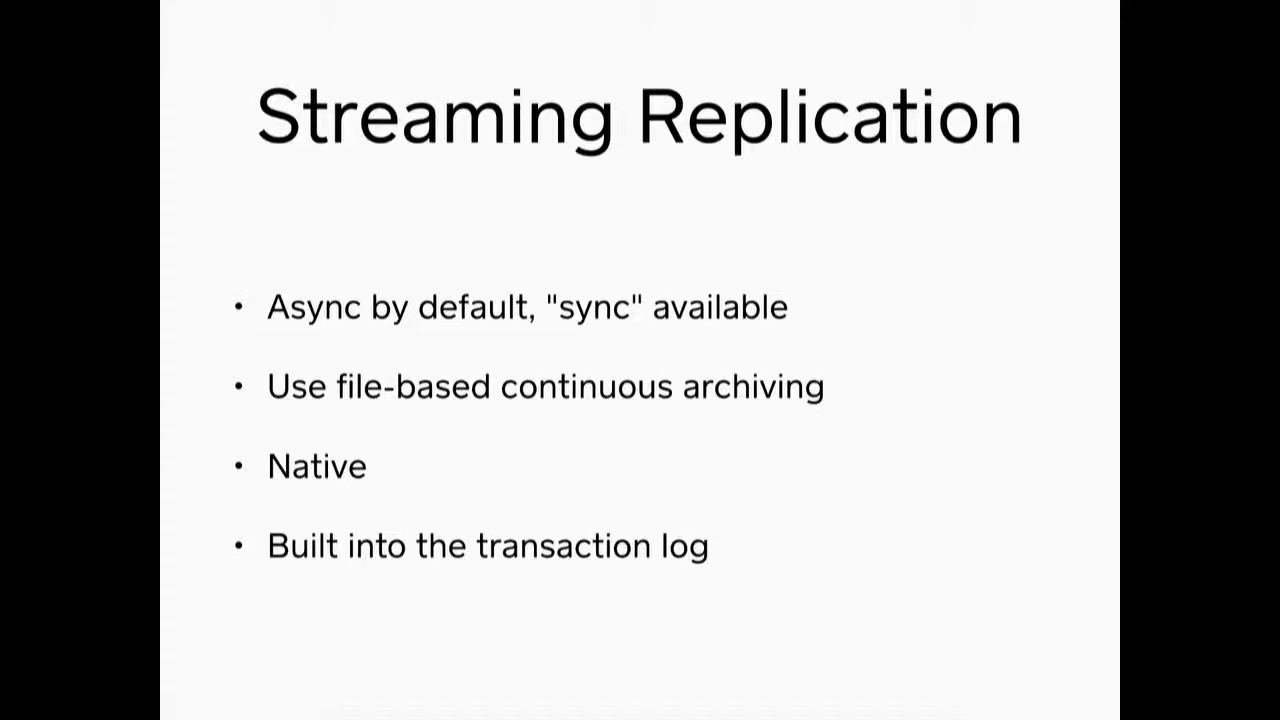 Streaming Replication
• Async by default, "sync" available
• Use file-based continuous archiving
• Native
• Built into the transaction log